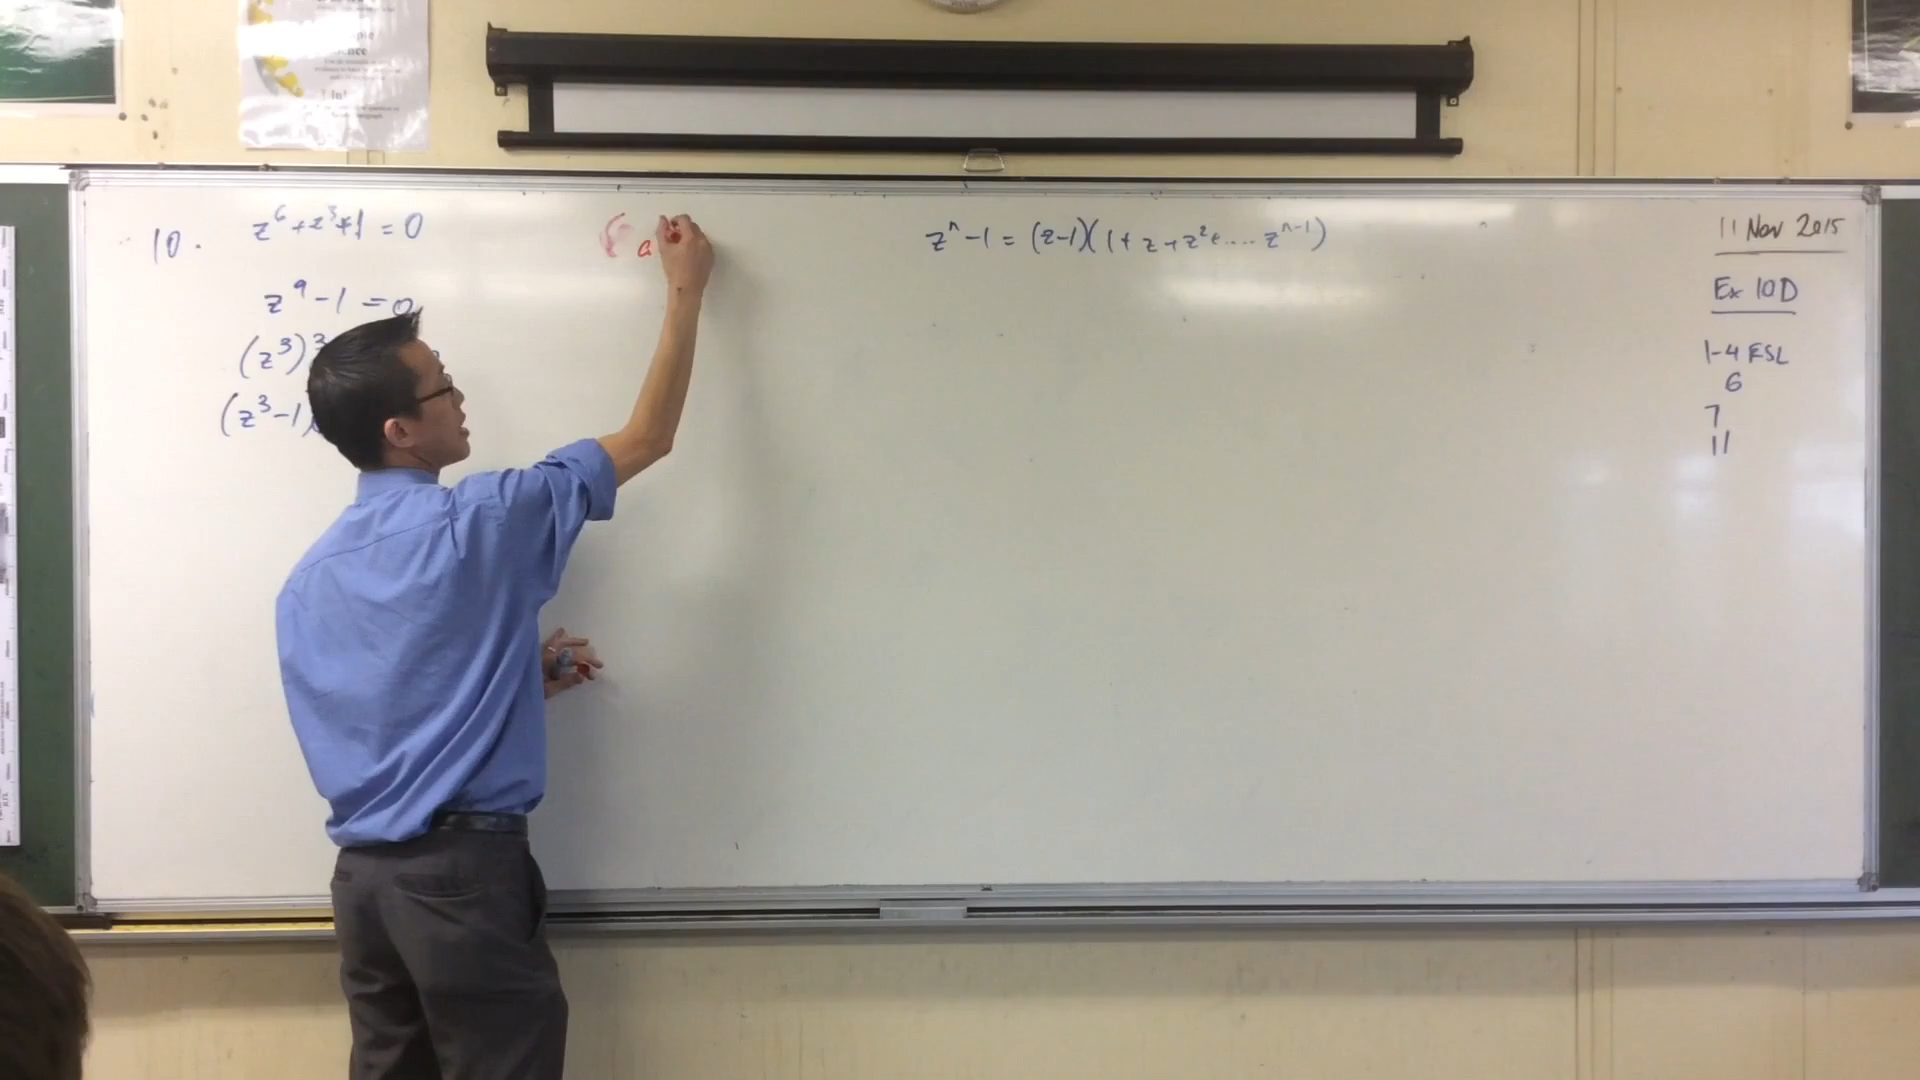 10. z⁶ + z³ + 1 = 0
z⁹ - 1 = 0
(z³)³
(z³ - 1)
a
zⁿ - 1 = (z-1)(1 + z + z² + .... zⁿ⁻¹)
11 Nov 2015
Ex 10D
1-4 ESL
6
7
11